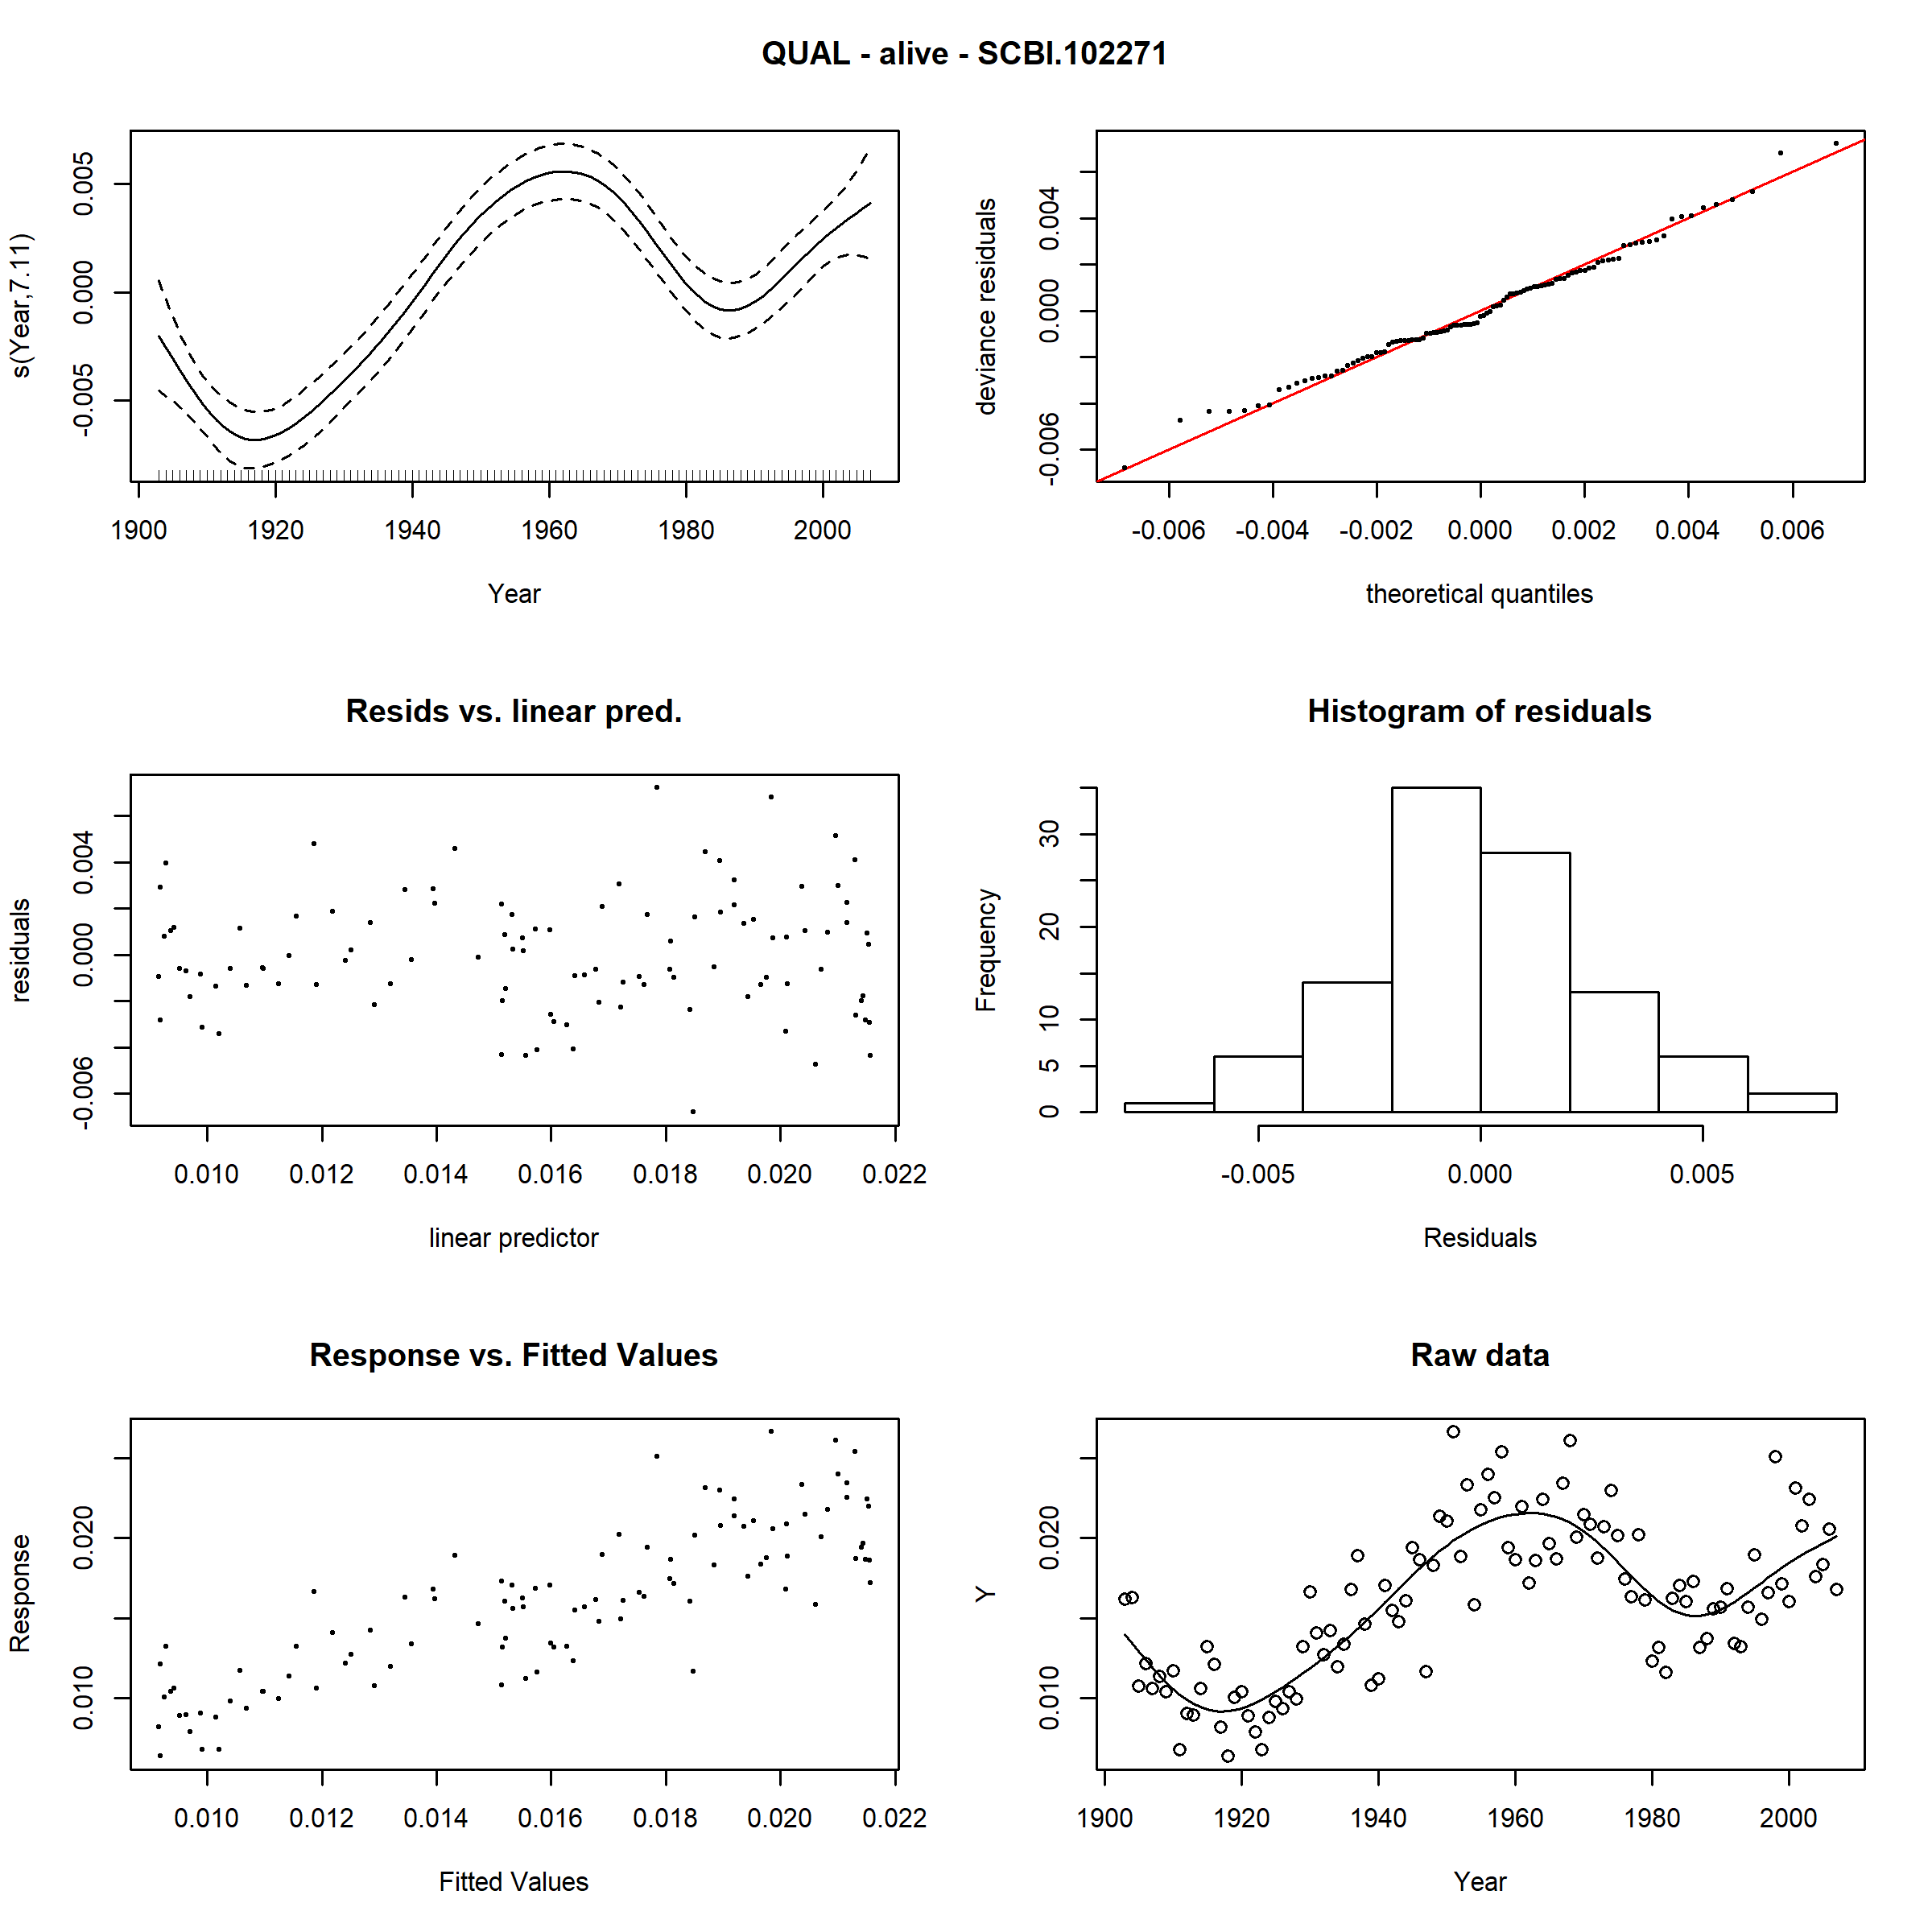 QUAL - alive - SCBI.102271
s(Year,7.11)
-0.005 0.000 0.005
1900 1920 1940 1960 1980 2000
Year
deviance residuals
-0.006 0.000 0.004
-0.006 -0.004 -0.002 0.000 0.002 0.004 0.006
theoretical quantiles
Resids vs. linear pred.
residuals
-0.006 0.000 0.004
0.010 0.012 0.014 0.016 0.018 0.020 0.022
linear predictor
Histogram of residuals
Frequency
0 5 10 20 30
-0.005 0.000 0.005
Residuals
Response vs. Fitted Values
Response
0.010 0.020
0.010 0.012 0.014 0.016 0.018 0.020 0.022
Fitted Values
Raw data
Y
0.010 0.020
1900 1920 1940 1960 1980 2000
Year